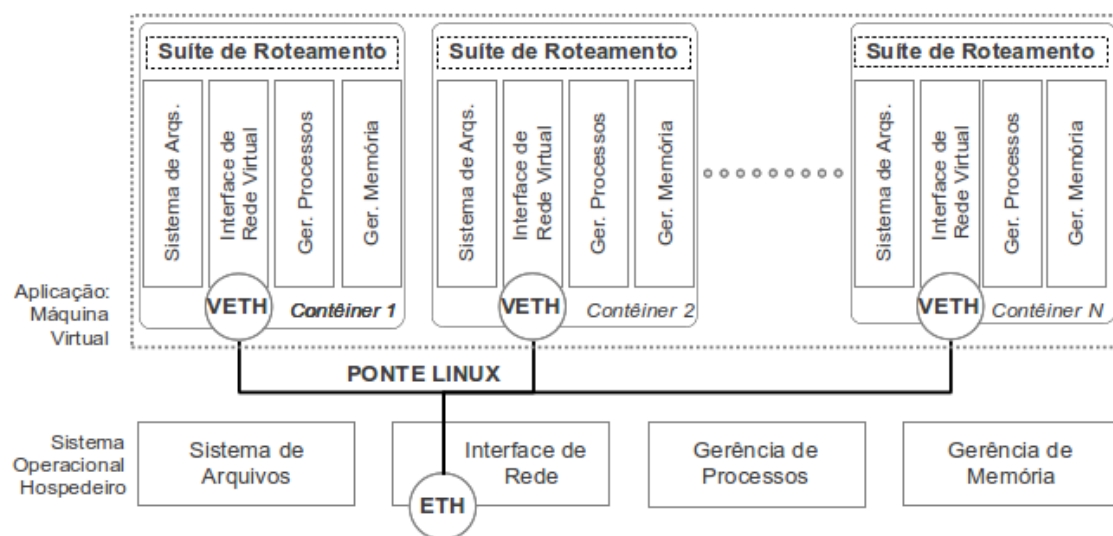 Suíte de Roteamento
Sistema de Arqs.
Interface de
Rede Virtual
Ger. Processos
Ger. Memória
VETH
Contêiner 1
Suíte de Roteamento
Sistema de Arqs.
Interface de
Rede Virtual
Ger. Processos
Ger. Memória
VETH
Contêiner 2
Suíte de Roteamento
Sistema de Arqs.
Interface de
Rede Virtual
Ger. Processos
Ger. Memória
VETH
Contêiner N
Aplicação:
Máquina
Virtual
PONTE LINUX
Sistema
Operacional
Hospedeiro
Sistema de
Arquivos
Interface de
Rede
ETH
Gerência de
Processos
Gerência de
Memória